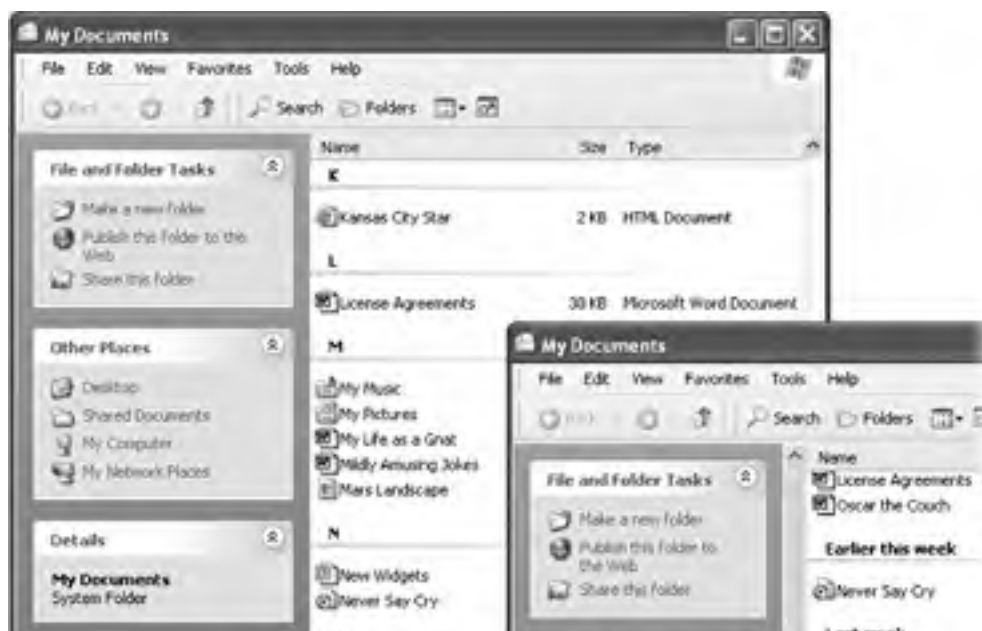 My Documents
File Edit View Favorites Tools Help
Back Search Folders
File and Folder Tasks
Make a new folder
Publish this folder to the
Web
Share this folder
Other Places
Desktop
Shared Documents
My Computer
My Network Places
Details
My Documents
System Folder
Name Size Type
K
Kansas City Star 2 KB HTML Document
L
License Agreements 30 KB Microsoft Word Document
M
My Music
My Pictures
My Life as a Gnat
Mildly Amusing Jokes
Mars Landscape
N
New Widgets
Never Say Cry
My Documents
File Edit View Favorites Tools Help
Search Folders
File and Folder Tasks
Make a new folder
Publish this folder to
the Web
Share this folder
Name
License Agreements
Oscar the Couch
Earlier this week
Never Say Cry